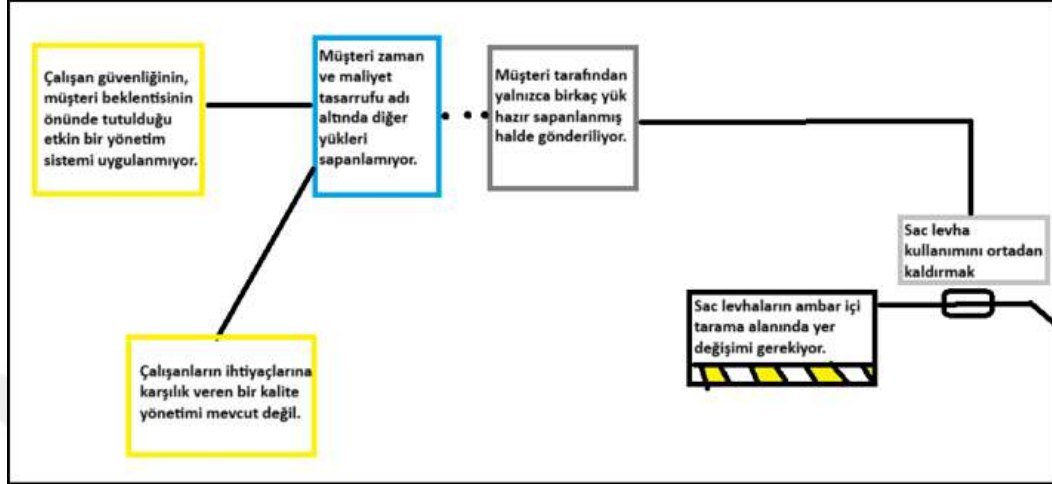 Çalışan güvenliğinin,
müşteri beklentisinin
önünde tutulduğu
etkin bir yönetim
sistemi uygulanmıyor.
Müşteri zaman
ve maliyet
tasarrufu adı
altında diğer
yükleri
sapanlamıyor.
Müşteri tarafından
yalnızca birkaç yük
hazır sapanlanmış
halde gönderiliyor.
Sac levha
kullanımını ortadan
kaldırmak
Sac levhaların ambar içi
tarama alanında yer
değişimi gerekiyor.
Çalışanların ihtiyaçlarına
karşılık veren bir kalite
yönetimi mevcut değil.